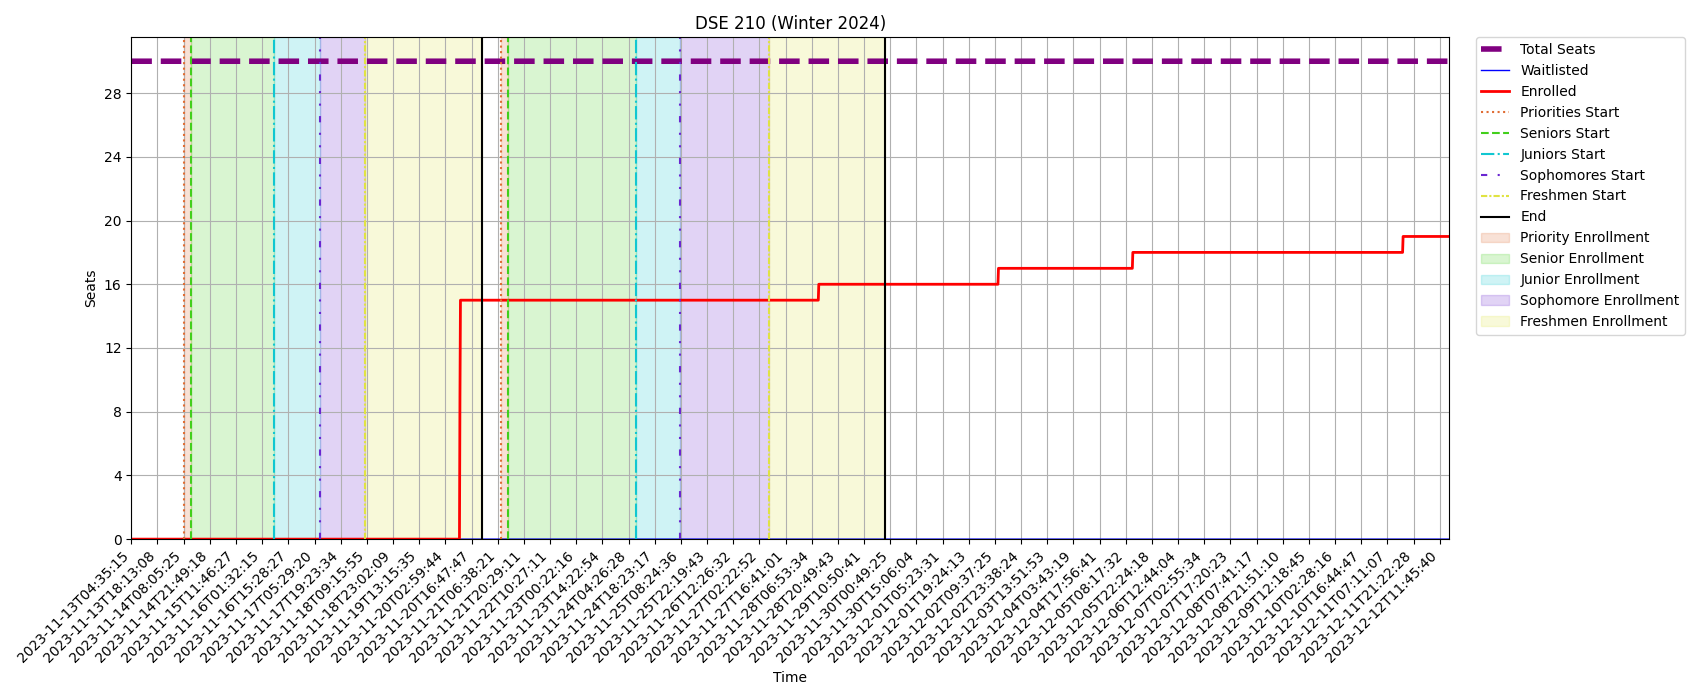 DSE 210 (Winter 2024)
Total Seats
Waitlisted
Enrolled
Priorities Start
Seniors Start
Juniors Start
Sophomores Start
Freshmen Start
End
Priority Enrollment
Senior Enrollment
Junior Enrollment
Sophomore Enrollment
Freshmen Enrollment
Seats
28
24
20
16
12
8
4
0
2023-11-13T04:35:15
2023-11-13T18:13:08
2023-11-14T08:05:25
2023-11-14T21:49:18
2023-11-15T11:46:27
2023-11-16T01:32:15
2023-11-16T15:28:27
2023-11-17T05:29:20
2023-11-17T19:23:34
2023-11-18T09:15:55
2023-11-18T23:02:09
2023-11-19T13:15:35
2023-11-20T02:59:44
2023-11-20T16:47:47
2023-11-21T06:38:21
2023-11-21T20:29:11
2023-11-22T10:27:11
2023-11-23T00:22:16
2023-11-23T14:22:54
2023-11-24T04:26:28
2023-11-24T18:23:17
2023-11-25T08:24:36
2023-11-25T22:19:43
2023-11-26T12:26:32
2023-11-27T02:22:52
2023-11-27T16:41:01
2023-11-28T06:53:34
2023-11-28T20:49:43
2023-11-29T10:50:41
2023-11-30T00:49:25
2023-11-30T15:06:04
2023-12-01T05:23:31
2023-12-01T19:24:13
2023-12-02T09:37:25
2023-12-02T23:38:24
2023-12-03T13:51:53
2023-12-04T03:43:19
2023-12-04T17:56:41
2023-12-05T08:17:32
2023-12-05T22:24:18
2023-12-06T12:44:04
2023-12-07T02:55:34
2023-12-07T17:20:23
2023-12-08T07:41:17
2023-12-08T21:51:10
2023-12-09T12:18:45
2023-12-10T02:28:16
2023-12-10T16:44:47
2023-12-11T07:11:07
2023-12-11T21:22:28
2023-12-12T11:45:40
Time